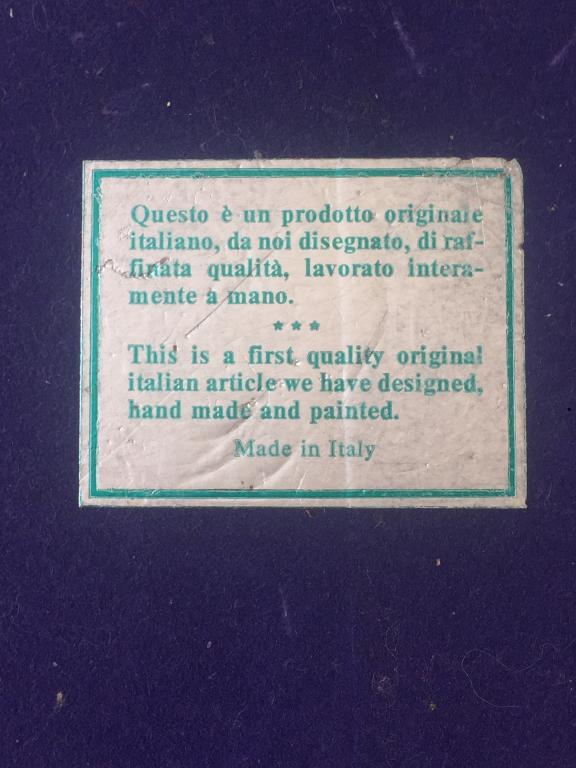 Questo è un prodotto originale
italiano, da noi disegnato, di raf-
finata qualità, lavorato intera-
mente a mano.
***
This is a first quality original
italian article we have designed,
hand made and painted.
Made in Italy